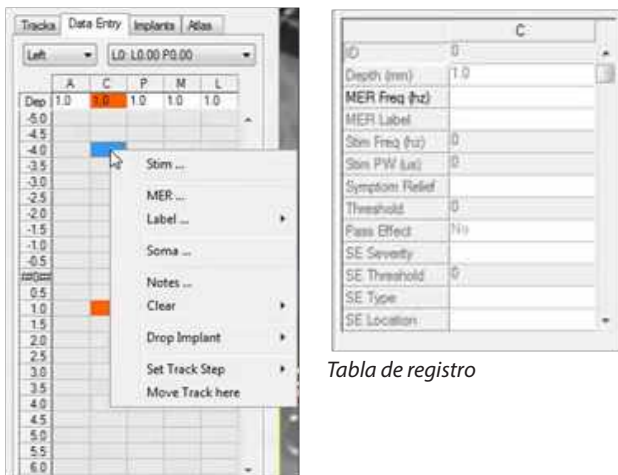 Tracks Data Entry Implants Atlas
Left L0: L0.00 P0.00
A C P M L
Dep 1.0 1.0 1.0 1.0 1.0
-5.0
-4.5
-4.0
-3.5
-3.0
-2.5
-2.0
-1.5
-1.0
-0.5
0.5
1.0
1.5
2.0
2.5
3.0
3.5
4.0
4.5
5.0
5.5
6.0
Stim ...
MER ...
Label ...
Soma ...
Notes ...
Clear
Drop Implant
Set Track Step
Move Track here
C
ID 0
Depth (mm) 1.0
MER Freq (hz)
MER Label
Stim Freq (hz) 0
Stim PW (us) 0
Symptom Relief
Threshold 0
Pass Effect No
SE Severity
SE Threshold 0
SE Type
SE Location
Tabla de registro